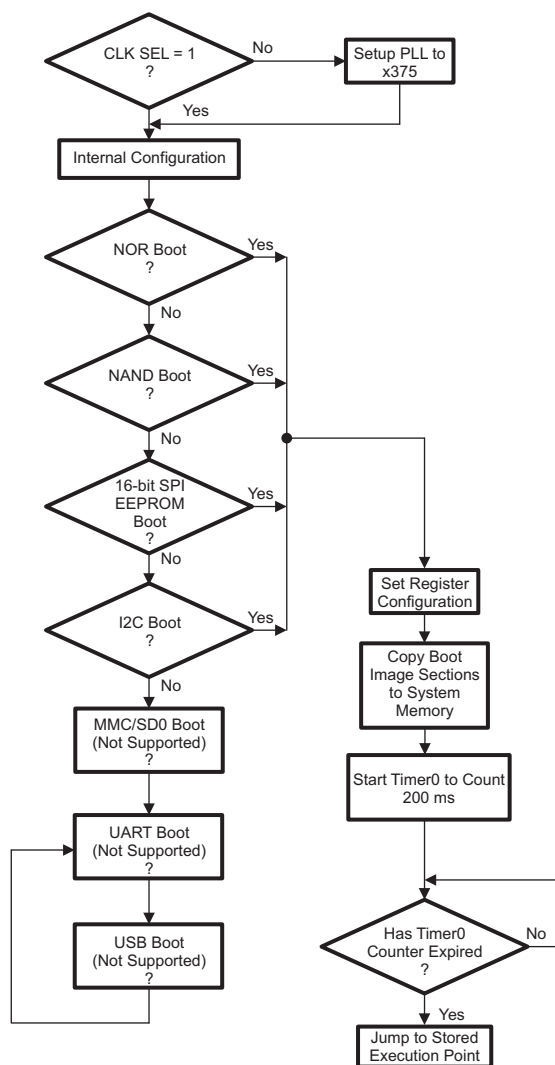 CLK SEL = 1
?
No
Setup PLL to
x375
Yes
Internal Configuration
NOR Boot
?
Yes
No
NAND Boot
?
Yes
No
16-bit SPI
EEPROM
Boot
?
Yes
No
I2C Boot
?
Yes
No
MMC/SD0 Boot
(Not Supported)
?
UART Boot
(Not Supported)
?
USB Boot
(Not Supported)
?
Set Register
Configuration
Copy Boot
Image Sections
to System
Memory
Start Timer0 to Count
200 ms
Has Timer0
Counter Expired
?
No
Yes
Jump to Stored
Execution Point